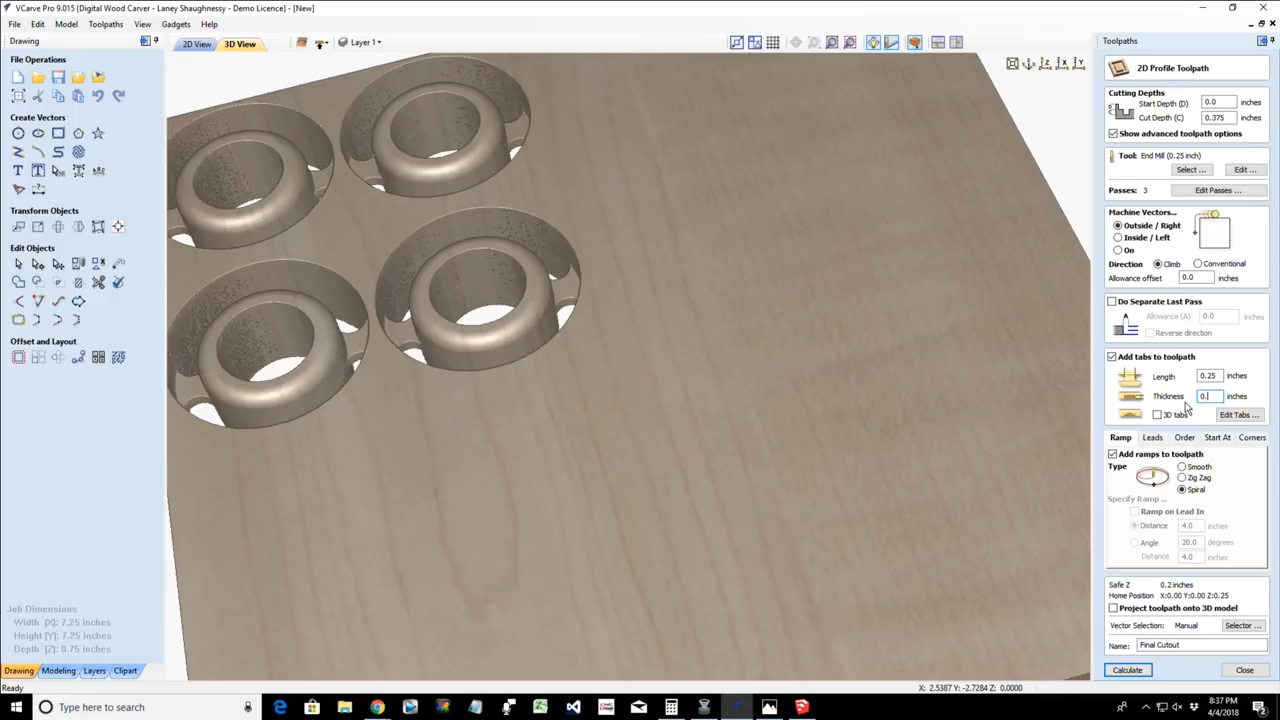 VCarve Pro 9.015 {Digital Wood Carver - Laney Shaughnessy - Demo Licence} - [New]
File Edit Model Toolpaths View Gadgets Help
Drawing
2D View 3D View Layer 1
Toolpaths
File Operations
Create Vectors
Transform Objects
Edit Objects
Offset and Layout
Job Dimensions
Width (X): 7.25 inches
Height (Y): 7.25 inches
Depth (Z): 0.75 inches
Drawing Modeling Layers Clipart
Ready
X: 2.5387 Y: -2.7284 Z: 0.0000
2D Profile Toolpath
Cutting Depths
Start Depth (D) 0.0 inches
Cut Depth (C) 0.375 inches
Show advanced toolpath options
Tool: End Mill (0.25 inch)
Select ... Edit ...
Passes: 3 Edit Passes ...
Machine Vectors...
Outside / Right
Inside / Left
On
Direction Climb Conventional
Allowance offset 0.0 inches
Do Separate Last Pass
Allowance (A) 0.0 inches
Reverse direction
Add tabs to toolpath
Length 0.25 inches
Thickness 0. inches
3D tabs Edit Tabs ...
Ramp Leads Order Start At Corners
Add ramps to toolpath
Type Smooth
Zig Zag
Spiral
Specify Ramp ...
Ramp on Lead In
Distance 4.0 inches
Angle 20.0 degrees
Distance 4.0 inches
Safe Z 0.2 inches
Home Position X:0.00 Y:0.00 Z:0.25
Project toolpath onto 3D model
Vector Selection: Manual Selector ...
Name: Final Cutout
Calculate Close
Type here to search
8:37 PM
4/4/2018